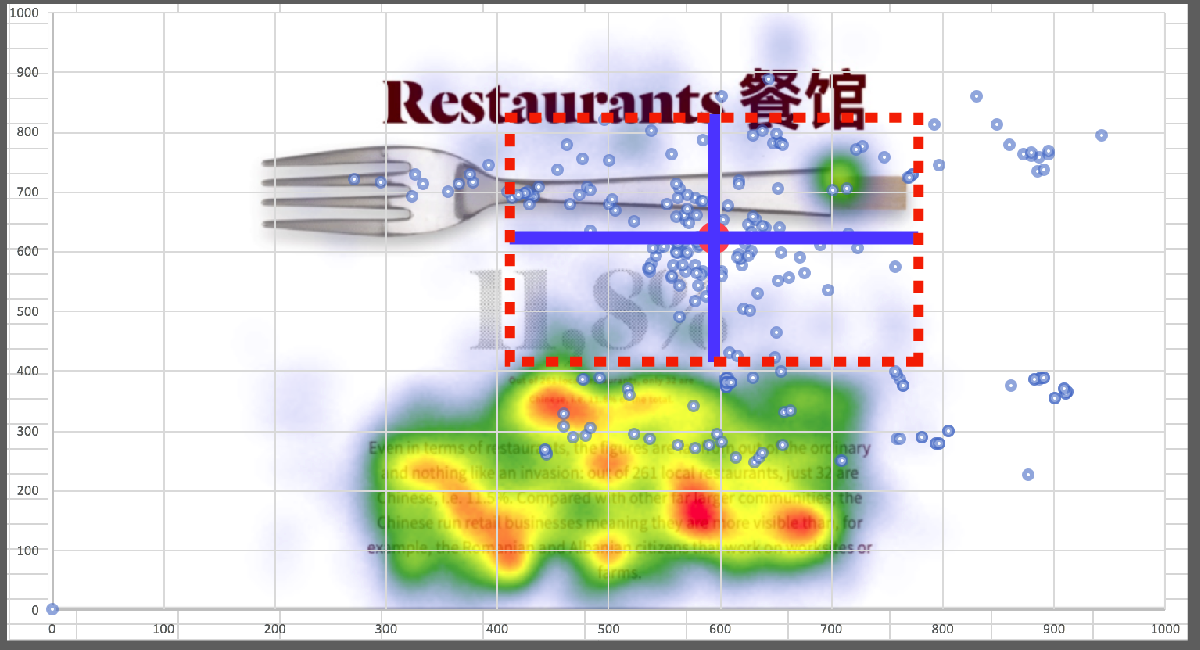 1000
900
800
700
600
500
400
300
200
100
0
Restaurants 餐馆
11,8%
Even in terms of restaurants, the figures are out of the ordinary
and nothing like an invasion: out of 261 local restaurants, just 32 are
Chinese, i.e. 11.5%. Compared with other far larger communities, the
Chinese run retail businesses meaning they are more visible than, for
example, the Romanian and Albanian citizens that work on worksites or
farms.
0 100 200 300 400 500 600 700 800 900 1000